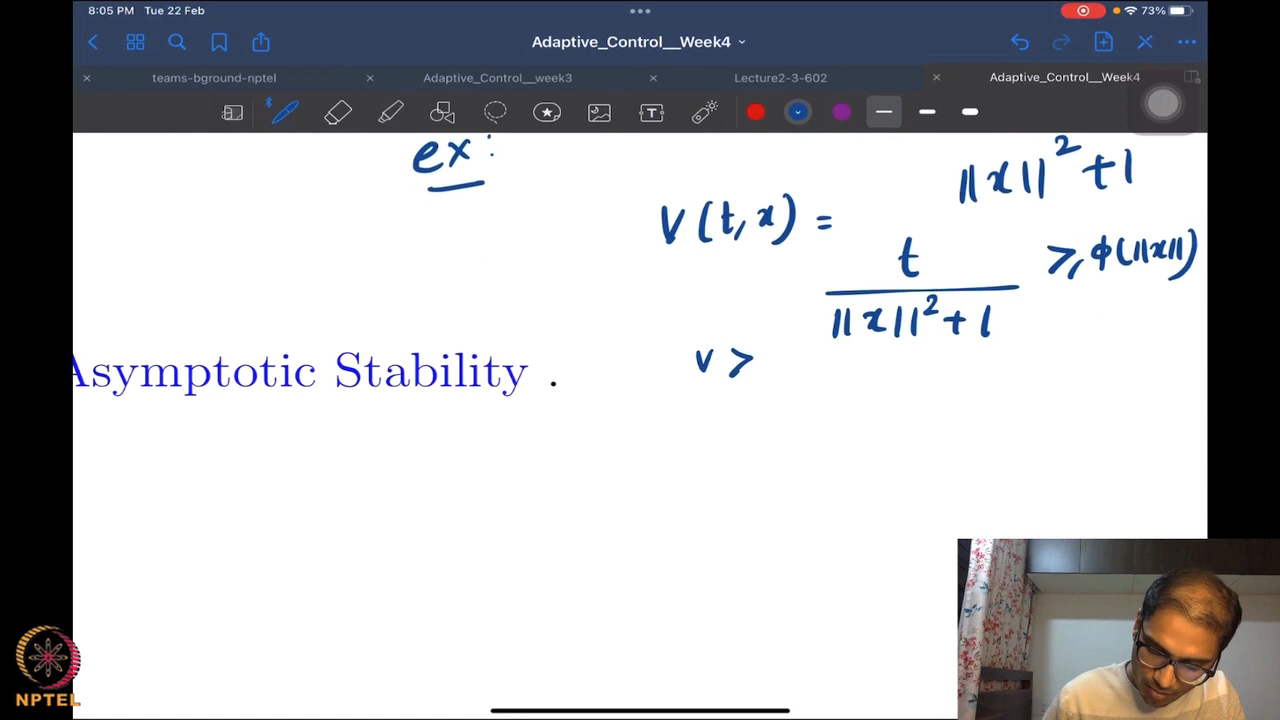 8:05 PM Tue 22 Feb
73%
Adaptive_Control__Week4
teams-bground-nptel
Adaptive_Control__week3
Lecture2-3-602
Adaptive_Control__Week4
ex:
||x||² + 1
V(t, x) =
t / ||x||² + 1 ≥ ϕ(||x||)
v >
Asymptotic Stability .
NPTEL